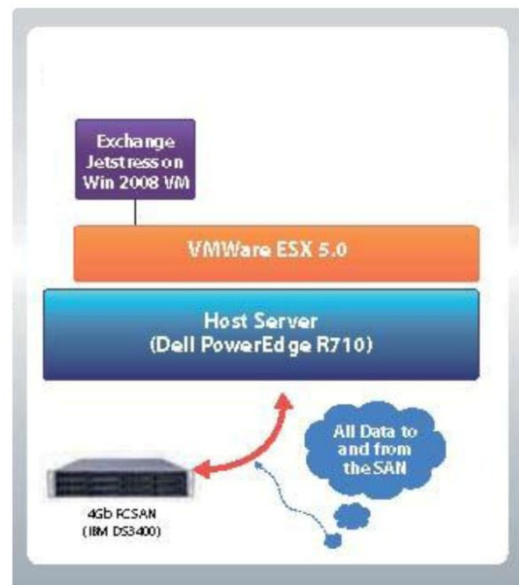 Exchange
Jetstress on
Win 2008 VM
VMWare ESX 5.0
Host Server
(Dell PowerEdge R710)
All Data to
and from
the SAN
4Gb FCSAN
(IBM DS3400)